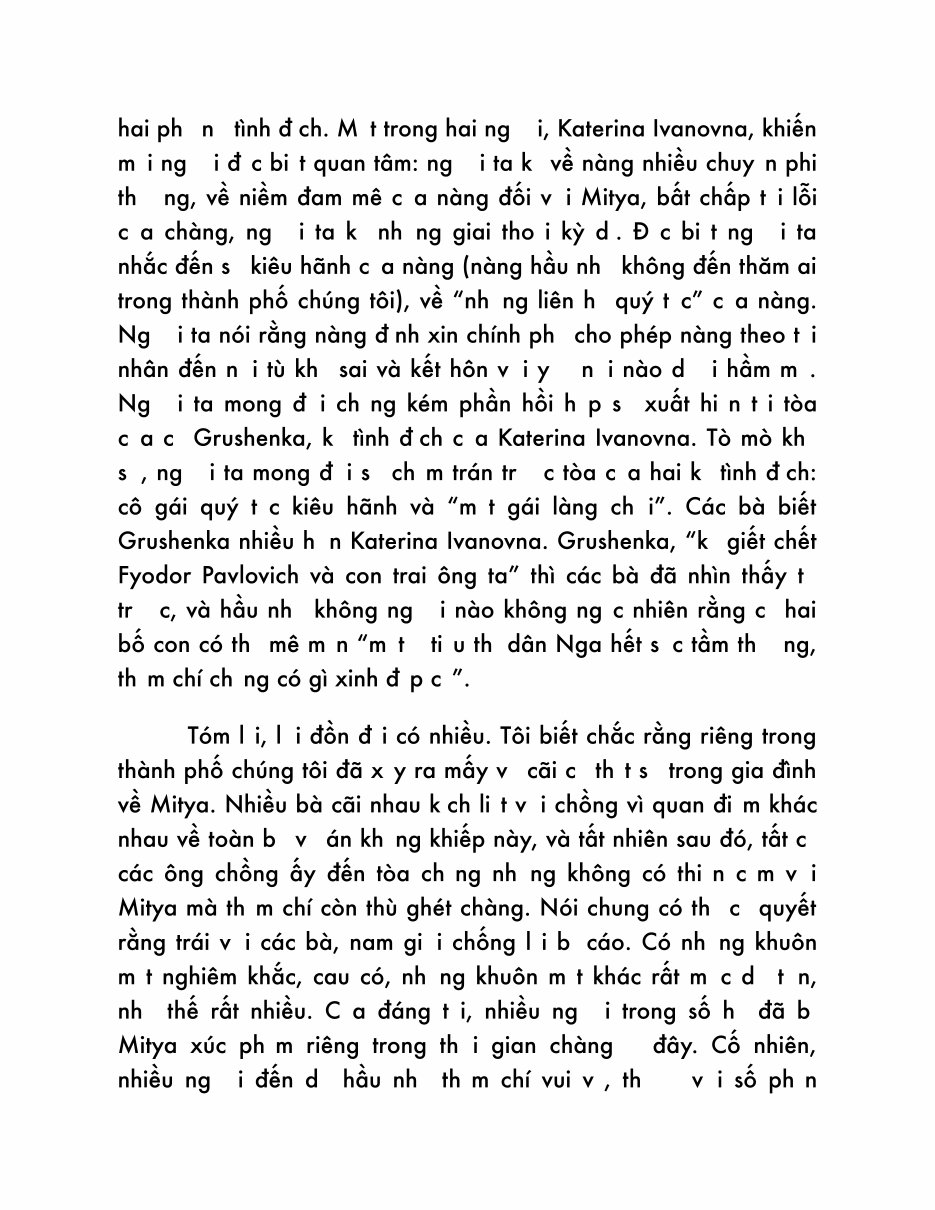 hai ph n tình đ ch. M t trong hai ng i, Katerina Ivanovna, khiến
m i ng i đ c bi t quan tâm: ng i ta k về nàng nhiều chuy n phi
th ng, về niềm đam mê c a nàng đối v i Mitya, bất chấp t i lỗi
c a chàng, ng i ta k nh ng giai tho i kỳ d . Đ c bi t ng i ta
nhắc đến s kiêu hãnh c a nàng (nàng hầu nh không đến thăm ai
trong thành phố chúng tôi), về “nh ng liên h quý t c” c a nàng.
Ng i ta nói rằng nàng đ nh xin chính ph cho phép nàng theo t i
nhân đến n i tù kh sai và kết hôn v i y n i nào d i hầm m .
Ng i ta mong đ i ch ng kém phần hồi h p s xuất hi n t i tòa
c a c Grushenka, k tình đ ch c a Katerina Ivanovna. Tò mò kh
s , ng i ta mong đ i s ch m trán tr c tòa c a hai k tình đ ch:
cô gái quý t c kiêu hãnh và “m t gái làng ch i”. Các bà biết
Grushenka nhiều h n Katerina Ivanovna. Grushenka, “k giết chết
Fyodor Pavlovich và con trai ông ta” thì các bà đã nhìn thấy t
tr c, và hầu nh không ng i nào không ng c nhiên rằng c hai
bố con có th mê m n “m t ti u th dân Nga hết s c tầm th ng,
th m chí ch ng có gì xinh đ p c ”.
Tóm l i, l i đồn đ i có nhiều. Tôi biết chắc rằng riêng trong
thành phố chúng tôi đã x y ra mấy v cãi c th t s trong gia đình
về Mitya. Nhiều bà cãi nhau k ch li t v i chồng vì quan đi m khác
nhau về toàn b v án kh ng khiếp này, và tất nhiên sau đó, tất c
các ông chồng ấy đến tòa ch ng nh ng không có thi n c m v i
Mitya mà th m chí còn thù ghét chàng. Nói chung có th c quyết
rằng trái v i các bà, nam gi i chống l i b cáo. Có nh ng khuôn
m t nghiêm khắc, cau có, nh ng khuôn m t khác rất m c d t n,
nh thế rất nhiều. C a đáng t i, nhiều ng i trong số h đã b
Mitya xúc ph m riêng trong th i gian chàng đây. Cố nhiên,
nhiều ng i đến d hầu nh th m chí vui v , th v i số ph n